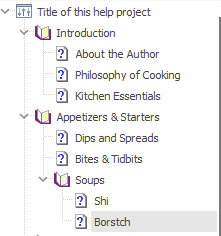 Title of this help project
Introduction
About the Author
Philosophy of Cooking
Kitchen Essentials
Appetizers & Starters
Dips and Spreads
Bites & Tidbits
Soups
Shi
Borstch